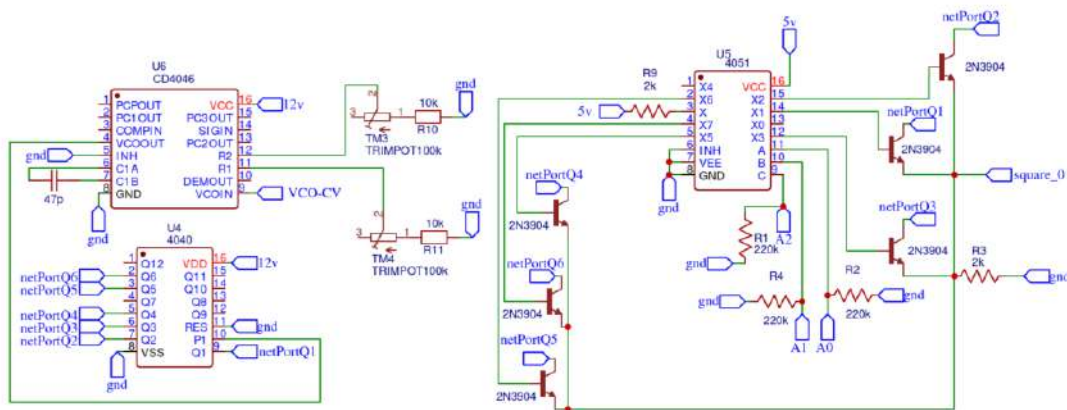 U6
CD4046
1 PCPOUT
2 PC1OUT
3 COMPIN
4 VCOOUT
5 INH
6 C1A
7 C1B
8 GND
VCC 16
PC3OUT 15
SIGIN 14
PC2OUT 13
R2 12
R1 11
DEMOUT 10
VCOIN 9
12v
gnd
47p
gnd
VCO-CV
2
3
1
TM3
TRIMPOT100k
10k
R10
gnd
2
3
1
TM4
TRIMPOT100k
10k
R11
gnd
U4
4040
1 Q12
2 Q6
3 Q5
4 Q7
5 Q4
6 Q3
7 Q2
8 VSS
VDD 16
Q11 15
Q10 14
Q8 13
Q9 12
RES 11
P1 10
Q1 9
netPortQ6
netPortQ5
netPortQ4
netPortQ3
netPortQ2
gnd
12v
gnd
netPortQ1
U5
4051
1 X4
2 X6
3 X
4 X7
5 X5
6 INH
7 VEE
8 GND
VCC 16
X2 15
X1 14
X0 13
X3 12
A 11
B 10
C 9
5v
R9
2k
5v
gnd
netPortQ2
2N3904
netPortQ1
2N3904
square_0
netPortQ3
2N3904
R3
2k
gnd
netPortQ4
2N3904
netPortQ6
2N3904
netPortQ5
2N3904
R1
220k
gnd
A2
R4
gnd
220k
A1
R2
gnd
220k
A0